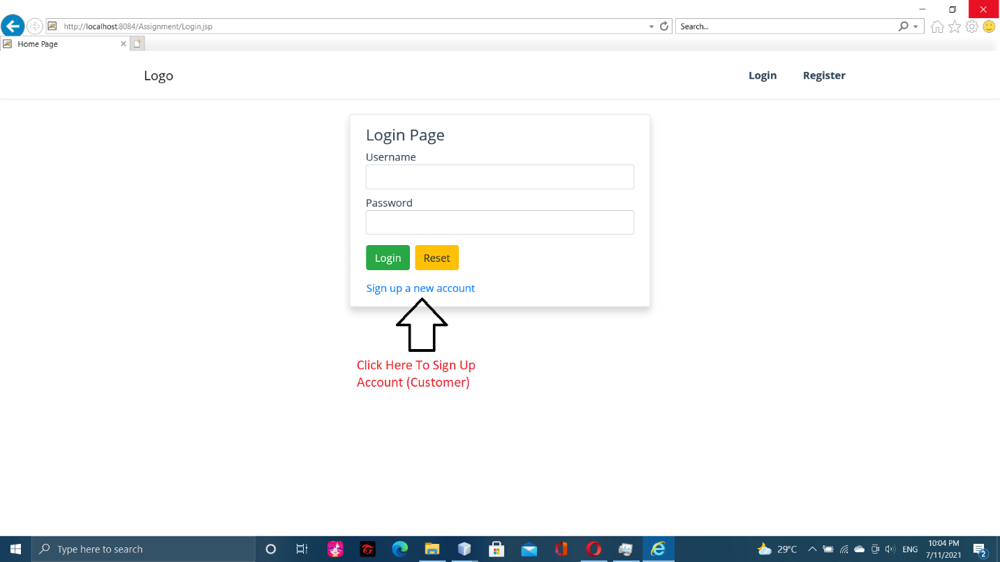 http://localhost:8084/Assignment/Login.jsp
Search...
Home Page
Logo
Login
Register
Login Page
Username
Password
Login
Reset
Sign up a new account
Click Here To Sign Up
Account (Customer)
Type here to search
29°C
ENG
10:04 PM
7/11/2021
2